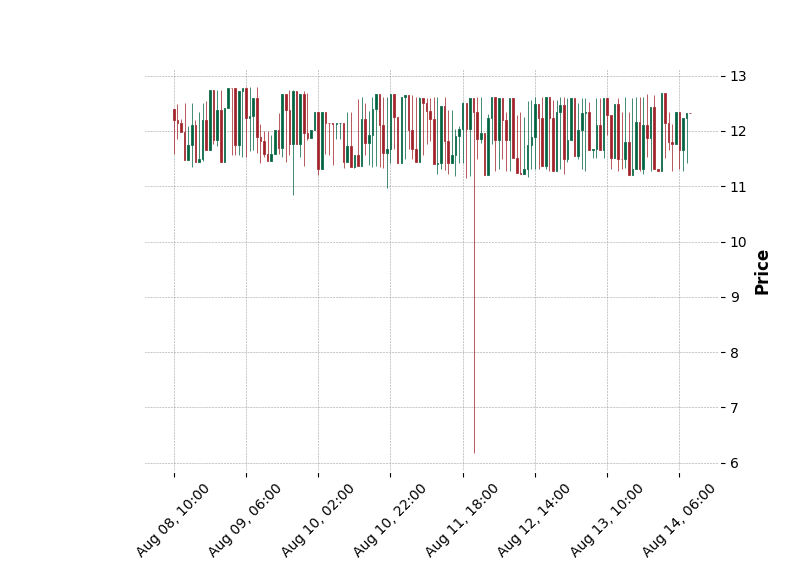 13
12
11
10
9
8
7
6
Price
Aug 08, 10:00
Aug 09, 06:00
Aug 10, 02:00
Aug 10, 22:00
Aug 11, 18:00
Aug 12, 14:00
Aug 13, 10:00
Aug 14, 06:00